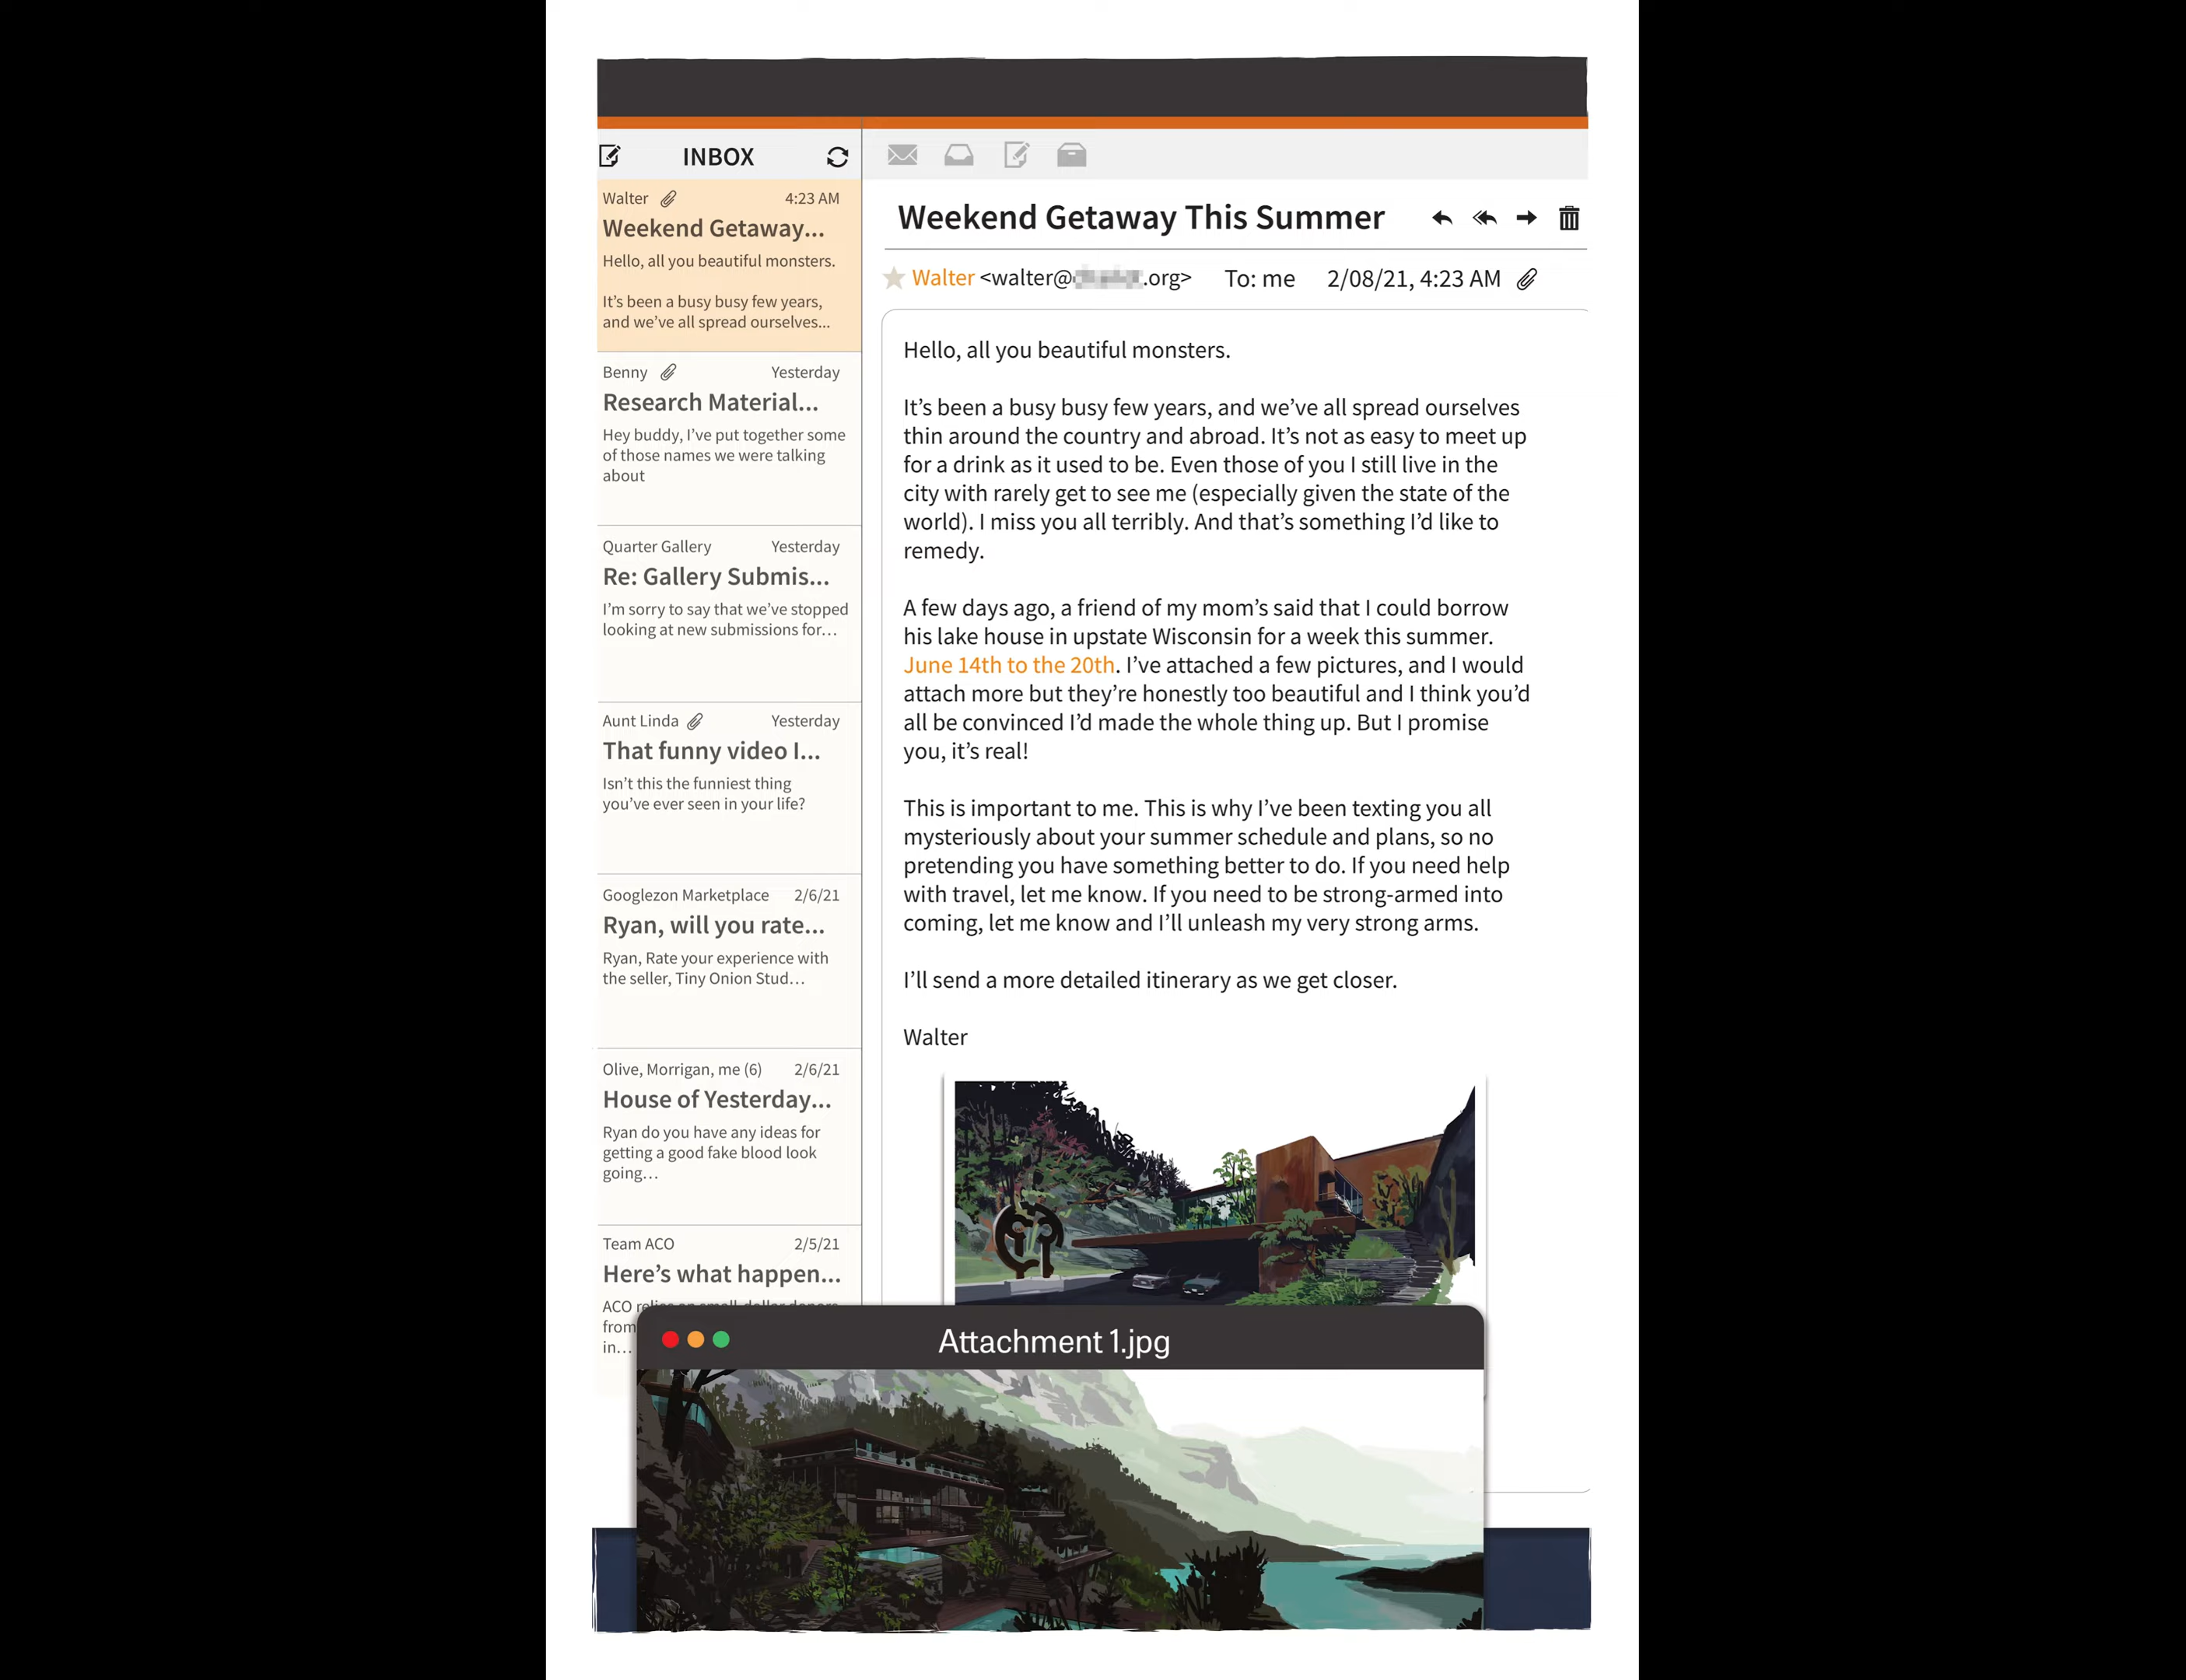 INBOX
Walter 4:23 AM
Weekend Getaway...
Hello, all you beautiful monsters.
It's been a busy busy few years,
and we've all spread ourselves...
Benny Yesterday
Research Material...
Hey buddy, I've put together some
of those names we were talking
about
Quarter Gallery Yesterday
Re: Gallery Submis...
I'm sorry to say that we've stopped
looking at new submissions for...
Aunt Linda Yesterday
That funny video I...
Isn't this the funniest thing
you've ever seen in your life?
Googlezon Marketplace 2/6/21
Ryan, will you rate...
Ryan, Rate your experience with
the seller, Tiny Onion Stud...
Olive, Morrigan, me (6) 2/6/21
House of Yesterday...
Ryan do you have any ideas for
getting a good fake blood look
going...
Team ACO 2/5/21
Here's what happen...
ACO relies on small-dollar donors
from
in...
Weekend Getaway This Summer
Walter <walter@ .org> To: me 2/08/21, 4:23 AM
Hello, all you beautiful monsters.
It's been a busy busy few years, and we've all spread ourselves
thin around the country and abroad. It's not as easy to meet up
for a drink as it used to be. Even those of you I still live in the
city with rarely get to see me (especially given the state of the
world). I miss you all terribly. And that's something I'd like to
remedy.
A few days ago, a friend of my mom's said that I could borrow
his lake house in upstate Wisconsin for a week this summer.
June 14th to the 20th. I've attached a few pictures, and I would
attach more but they're honestly too beautiful and I think you'd
all be convinced I'd made the whole thing up. But I promise
you, it's real!
This is important to me. This is why I've been texting you all
mysteriously about your summer schedule and plans, so no
pretending you have something better to do. If you need help
with travel, let me know. If you need to be strong-armed into
coming, let me know and I'll unleash my very strong arms.
I'll send a more detailed itinerary as we get closer.
Walter
Attachment 1.jpg